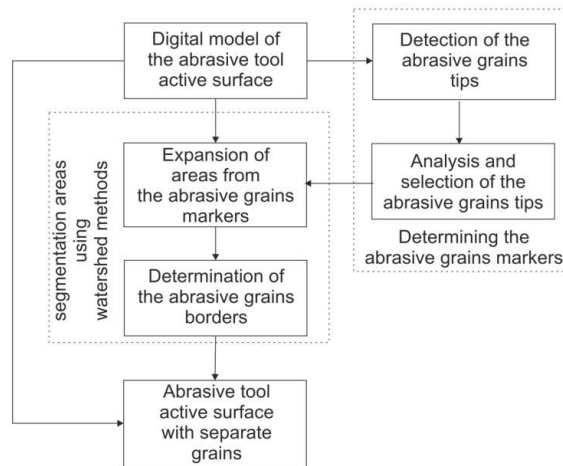 Digital model of
the abrasive tool
active surface
Detection of the
abrasive grains
tips
Expansion of
areas from
the abrasive grains
markers
Analysis and
selection of the
abrasive grains tips
Determining the
abrasive grains markers
segmentation areas
using
watershed methods
Determination of
the abrasive grains
borders
Abrasive tool
active surface
with separate
grains